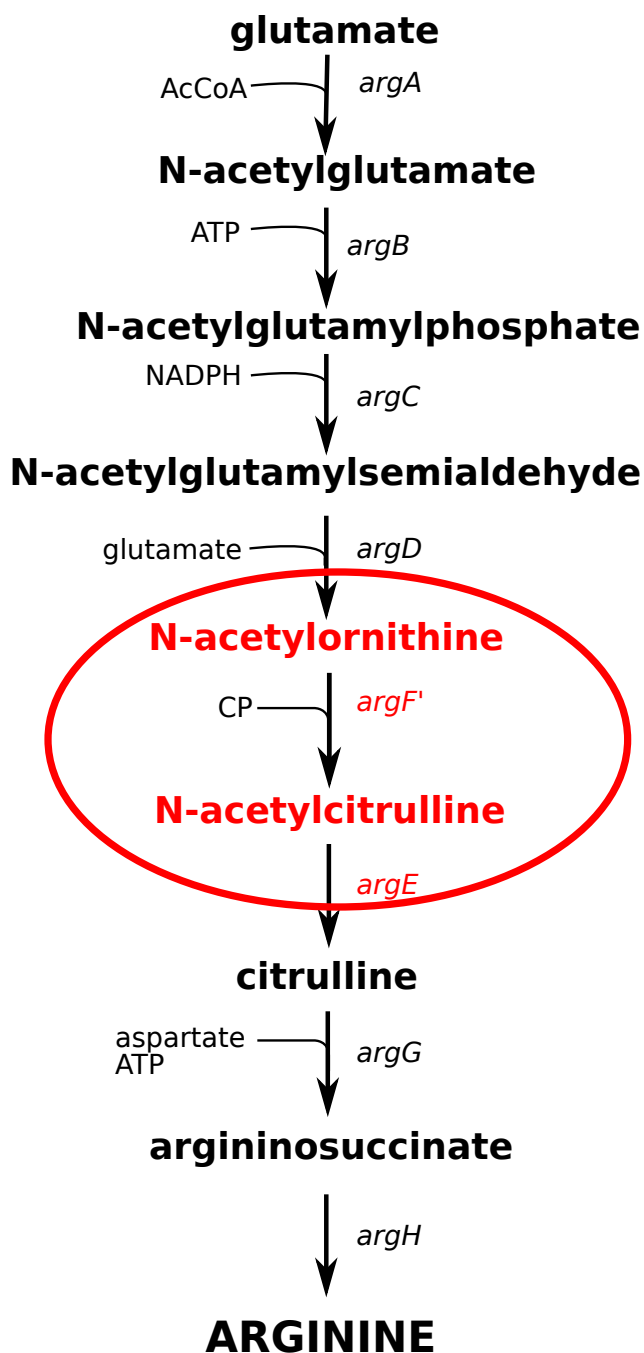 glutamate
AcCoA
argA
N-acetylglutamate
ATP
argB
N-acetylglutamylphosphate
NADPH
argC
N-acetylglutamylsemialdehyde
glutamate
argD
N-acetylornithine
CP
argF'
N-acetylcitrulline
argE
citrulline
aspartate
ATP
argG
argininosuccinate
argH
ARGININE